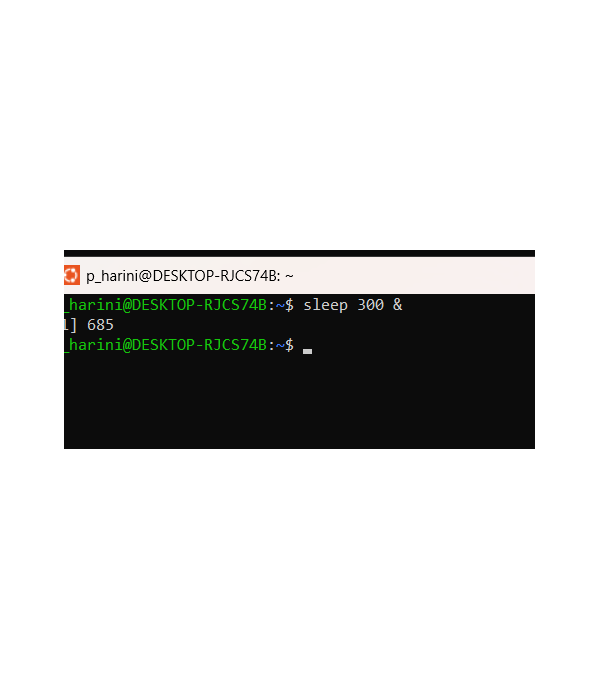 p_harini@DESKTOP-RJCS74B: ~
_harini@DESKTOP-RJCS74B:~$ sleep 300 &
1] 685
_harini@DESKTOP-RJCS74B:~$